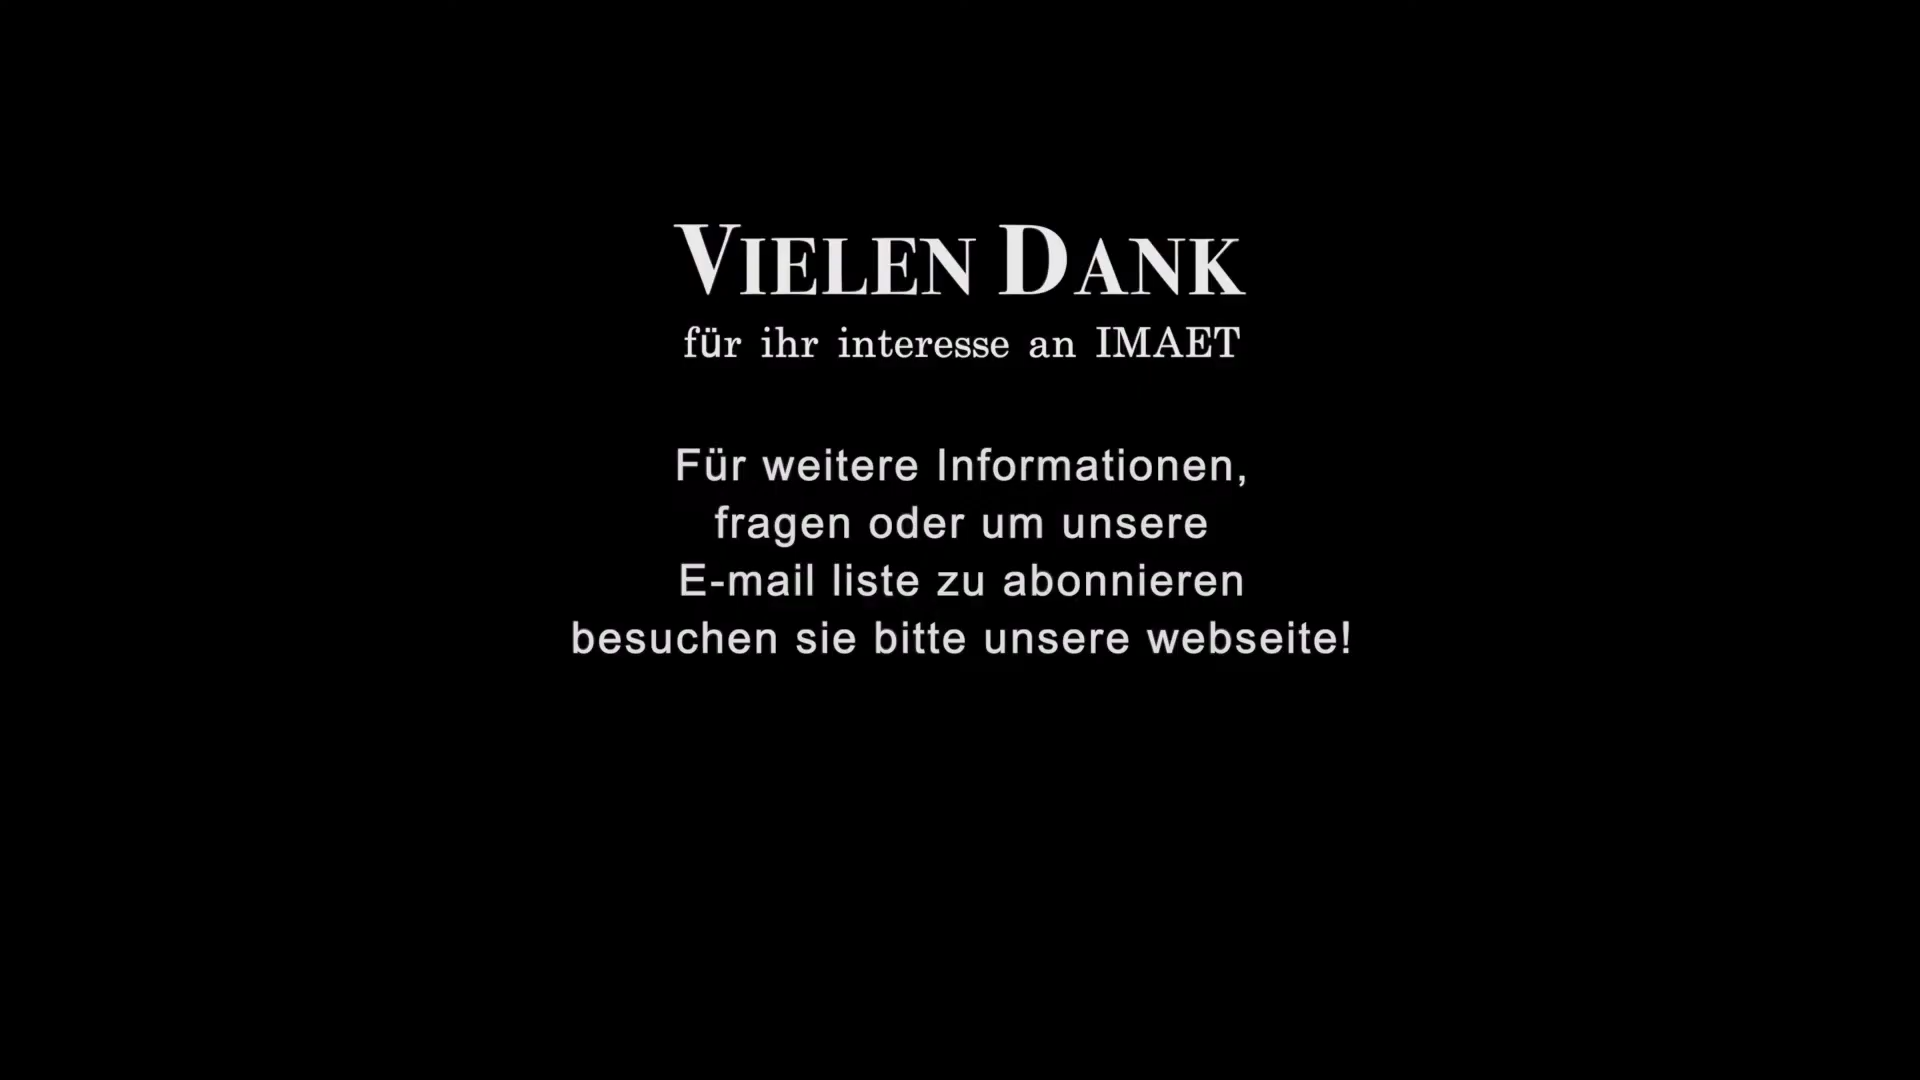 VIELEN DANK
für ihr interesse an IMAET
Für weitere Informationen,
fragen oder um unsere
E-mail liste zu abonnieren
besuchen sie bitte unsere webseite!